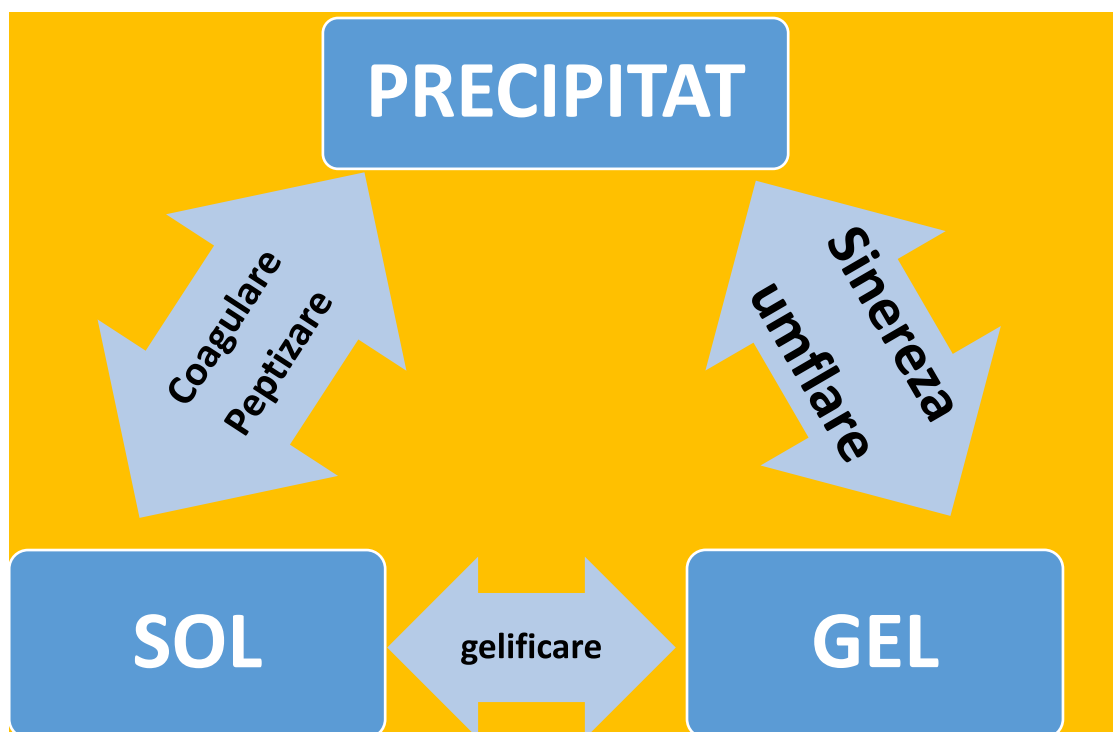 PRECIPITAT
Coagulare
Peptizare
Sinereza
umflare
SOL
gelificare
GEL